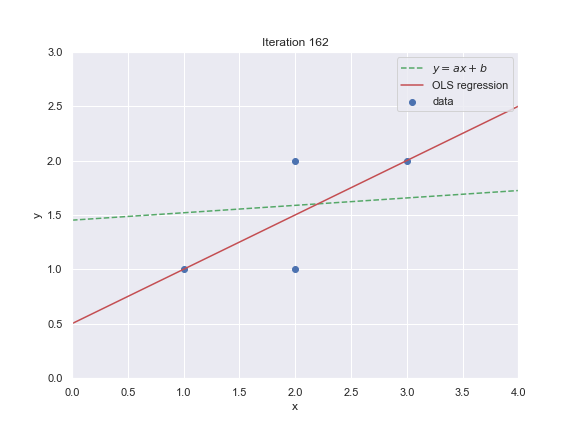 Iteration 162
3.0
2.5
2.0
1.5
1.0
0.5
0.0
y
y = ax + b
OLS regression
data
0.0 0.5 1.0 1.5 2.0 2.5 3.0 3.5 4.0
x